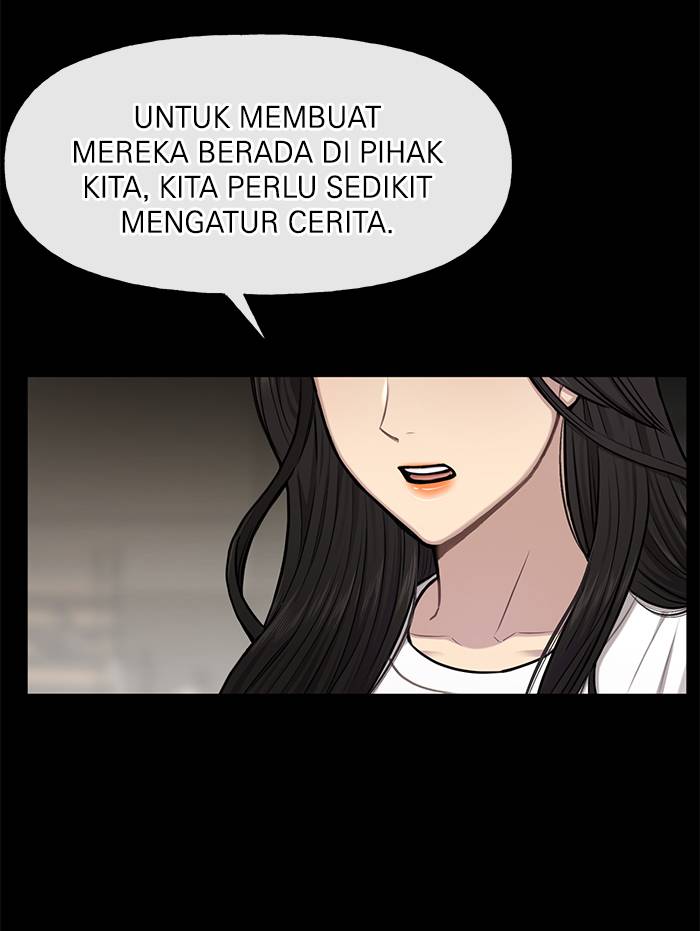 UNTUK MEMBUAT
MEREKA BERADA DI PIHAK
KITA, KITA PERLU SEDIKIT
MENGATUR CERITA.